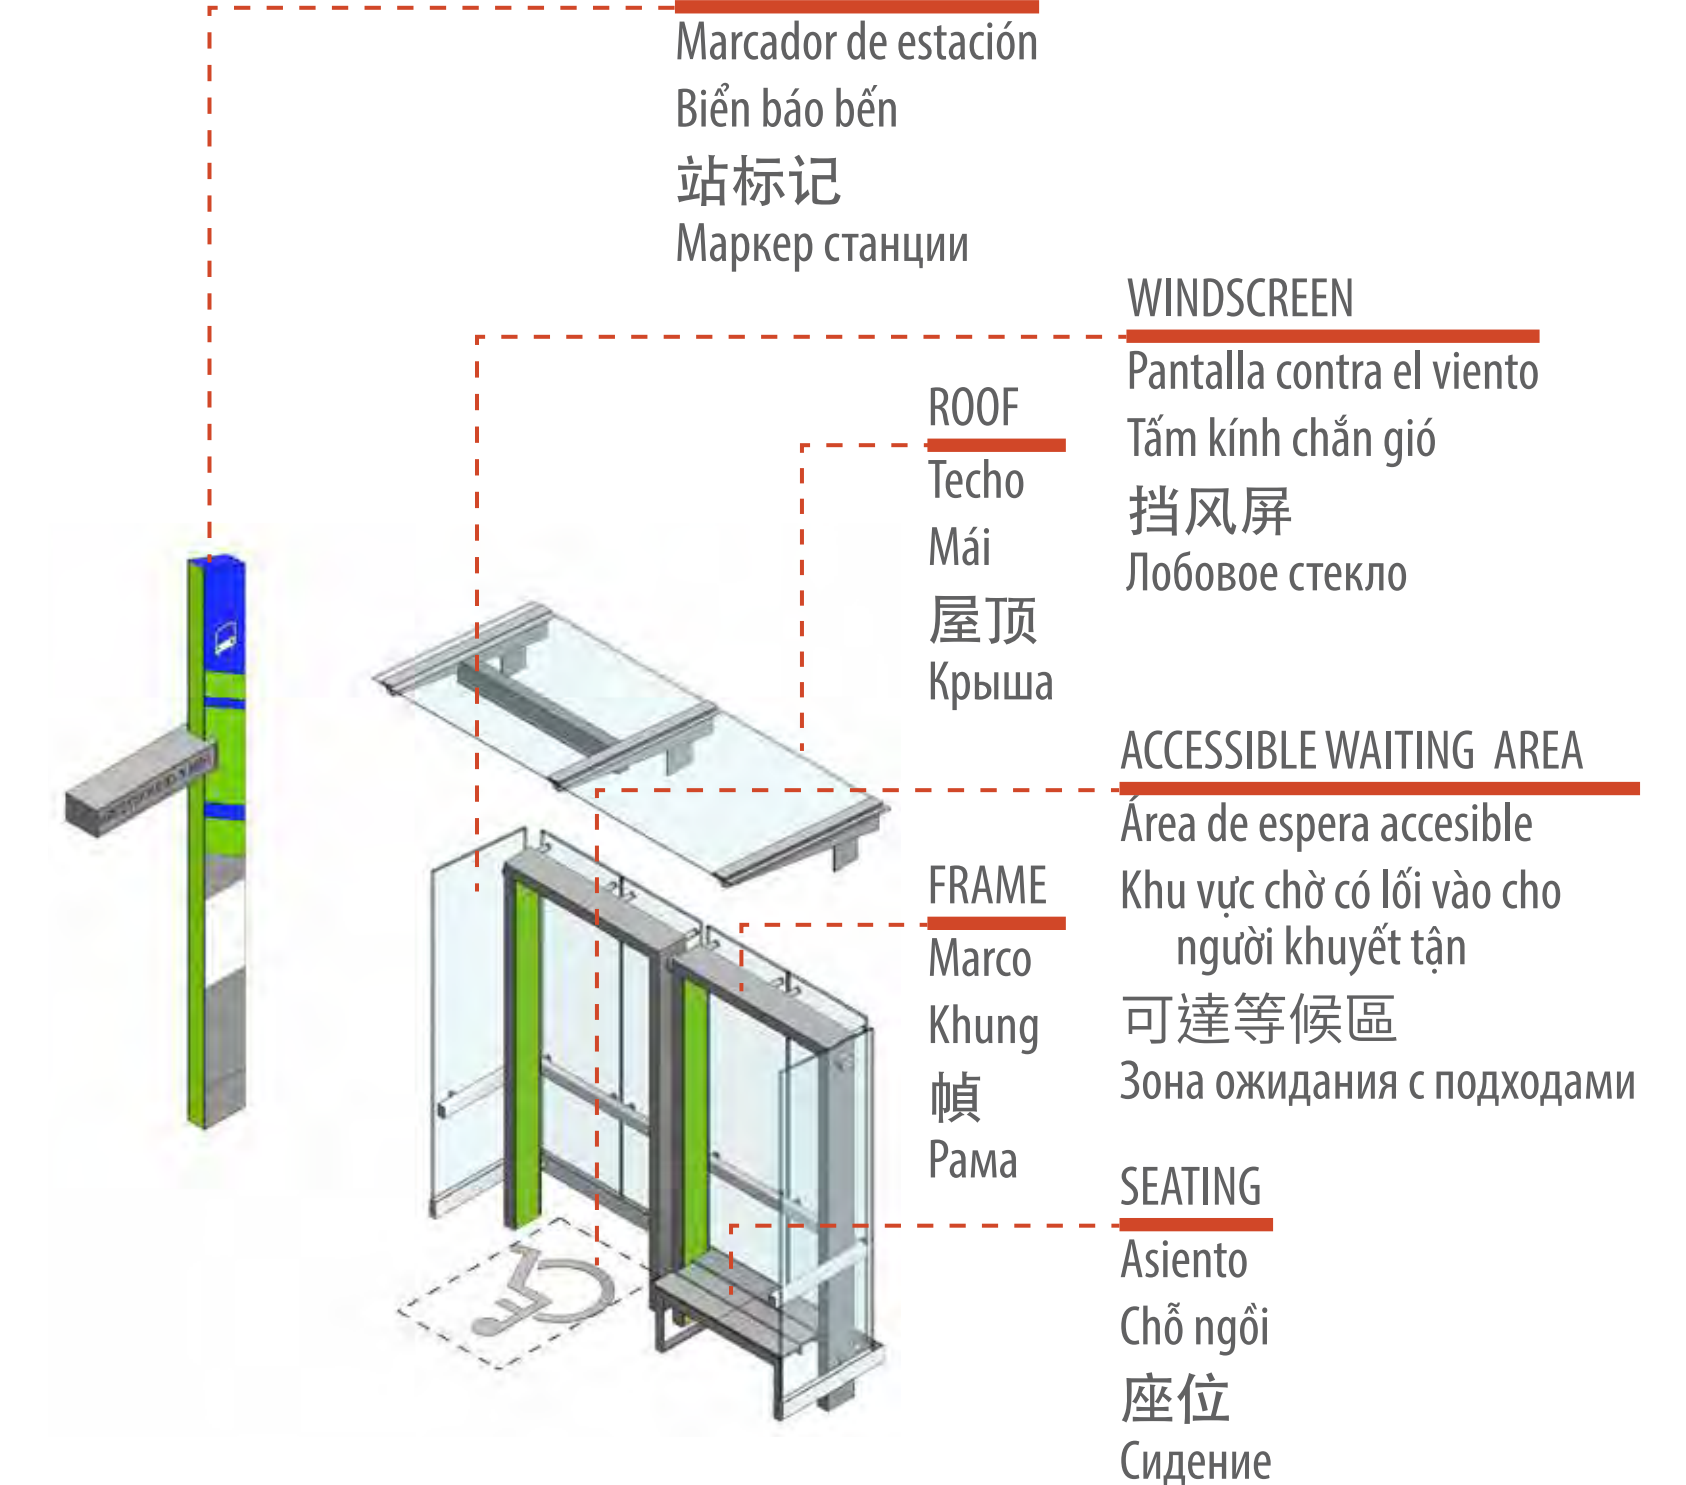 Marcador de estación
Biển báo bến
站标记
Маркер станции
WINDSCREEN
Pantalla contra el viento
Tấm kính chắn gió
挡风屏
Лобовое стекло
ROOF
Techo
Mái
屋顶
Крыша
ACCESSIBLE WAITING AREA
Área de espera accesible
Khu vực chờ có lối vào cho
người khuyết tận
可達等候區
Зона ожидания с подходами
FRAME
Marco
Khung
幀
Рама
SEATING
Asiento
Chỗ ngồi
座位
Сидение